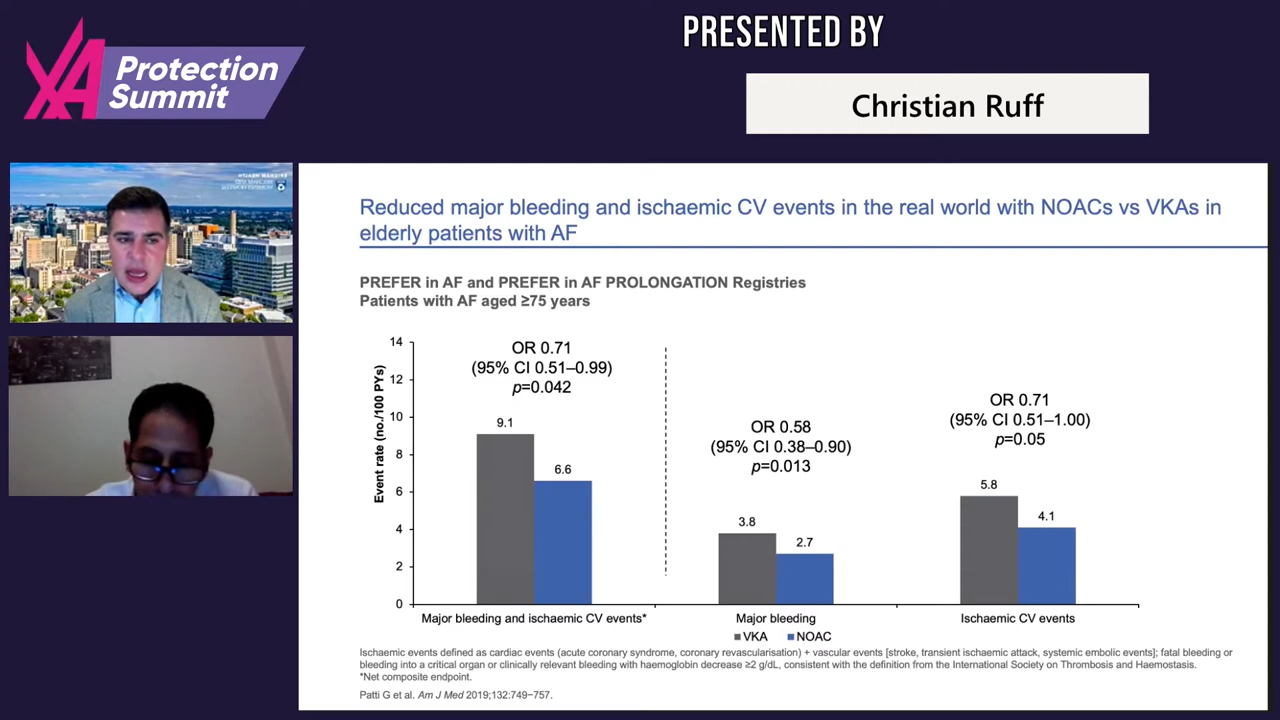 PRESENTED BY
XA Protection
Summit
Christian Ruff
Reduced major bleeding and ischaemic CV events in the real world with NOACs vs VKAs in
elderly patients with AF
PREFER in AF and PREFER in AF PROLONGATION Registries
Patients with AF aged ≥75 years
Event rate (no./100 PYs)
14
12
10
8
6
4
2
0
OR 0.71
(95% CI 0.51–0.99)
p=0.042
9.1
6.6
OR 0.58
(95% CI 0.38–0.90)
p=0.013
3.8
2.7
OR 0.71
(95% CI 0.51–1.00)
p=0.05
5.8
4.1
Major bleeding and ischaemic CV events*
Major bleeding
Ischaemic CV events
VKA NOAC
Ischaemic events defined as cardiac events (acute coronary syndrome, coronary revascularisation) + vascular events [stroke, transient ischaemic attack, systemic embolic events]; fatal bleeding or
bleeding into a critical organ or clinically relevant bleeding with haemoglobin decrease ≥2 g/dL, consistent with the definition from the International Society on Thrombosis and Haemostasis.
*Net composite endpoint.
Patti G et al. Am J Med 2019;132:749−757.